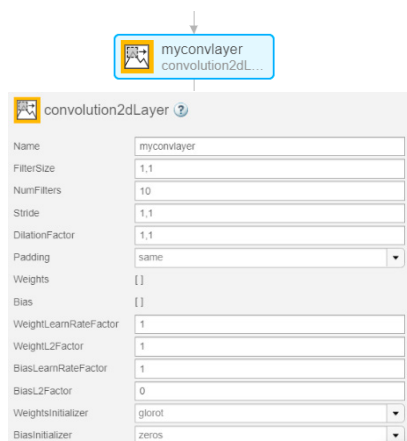 myconvlayer
convolution2dL...
convolution2dLayer ?
Name myconvlayer
FilterSize 1,1
NumFilters 10
Stride 1,1
DilationFactor 1,1
Padding same
Weights [ ]
Bias [ ]
WeightLearnRateFactor 1
WeightL2Factor 1
BiasLearnRateFactor 1
BiasL2Factor 0
WeightsInitializer glorot
BiasInitializer zeros